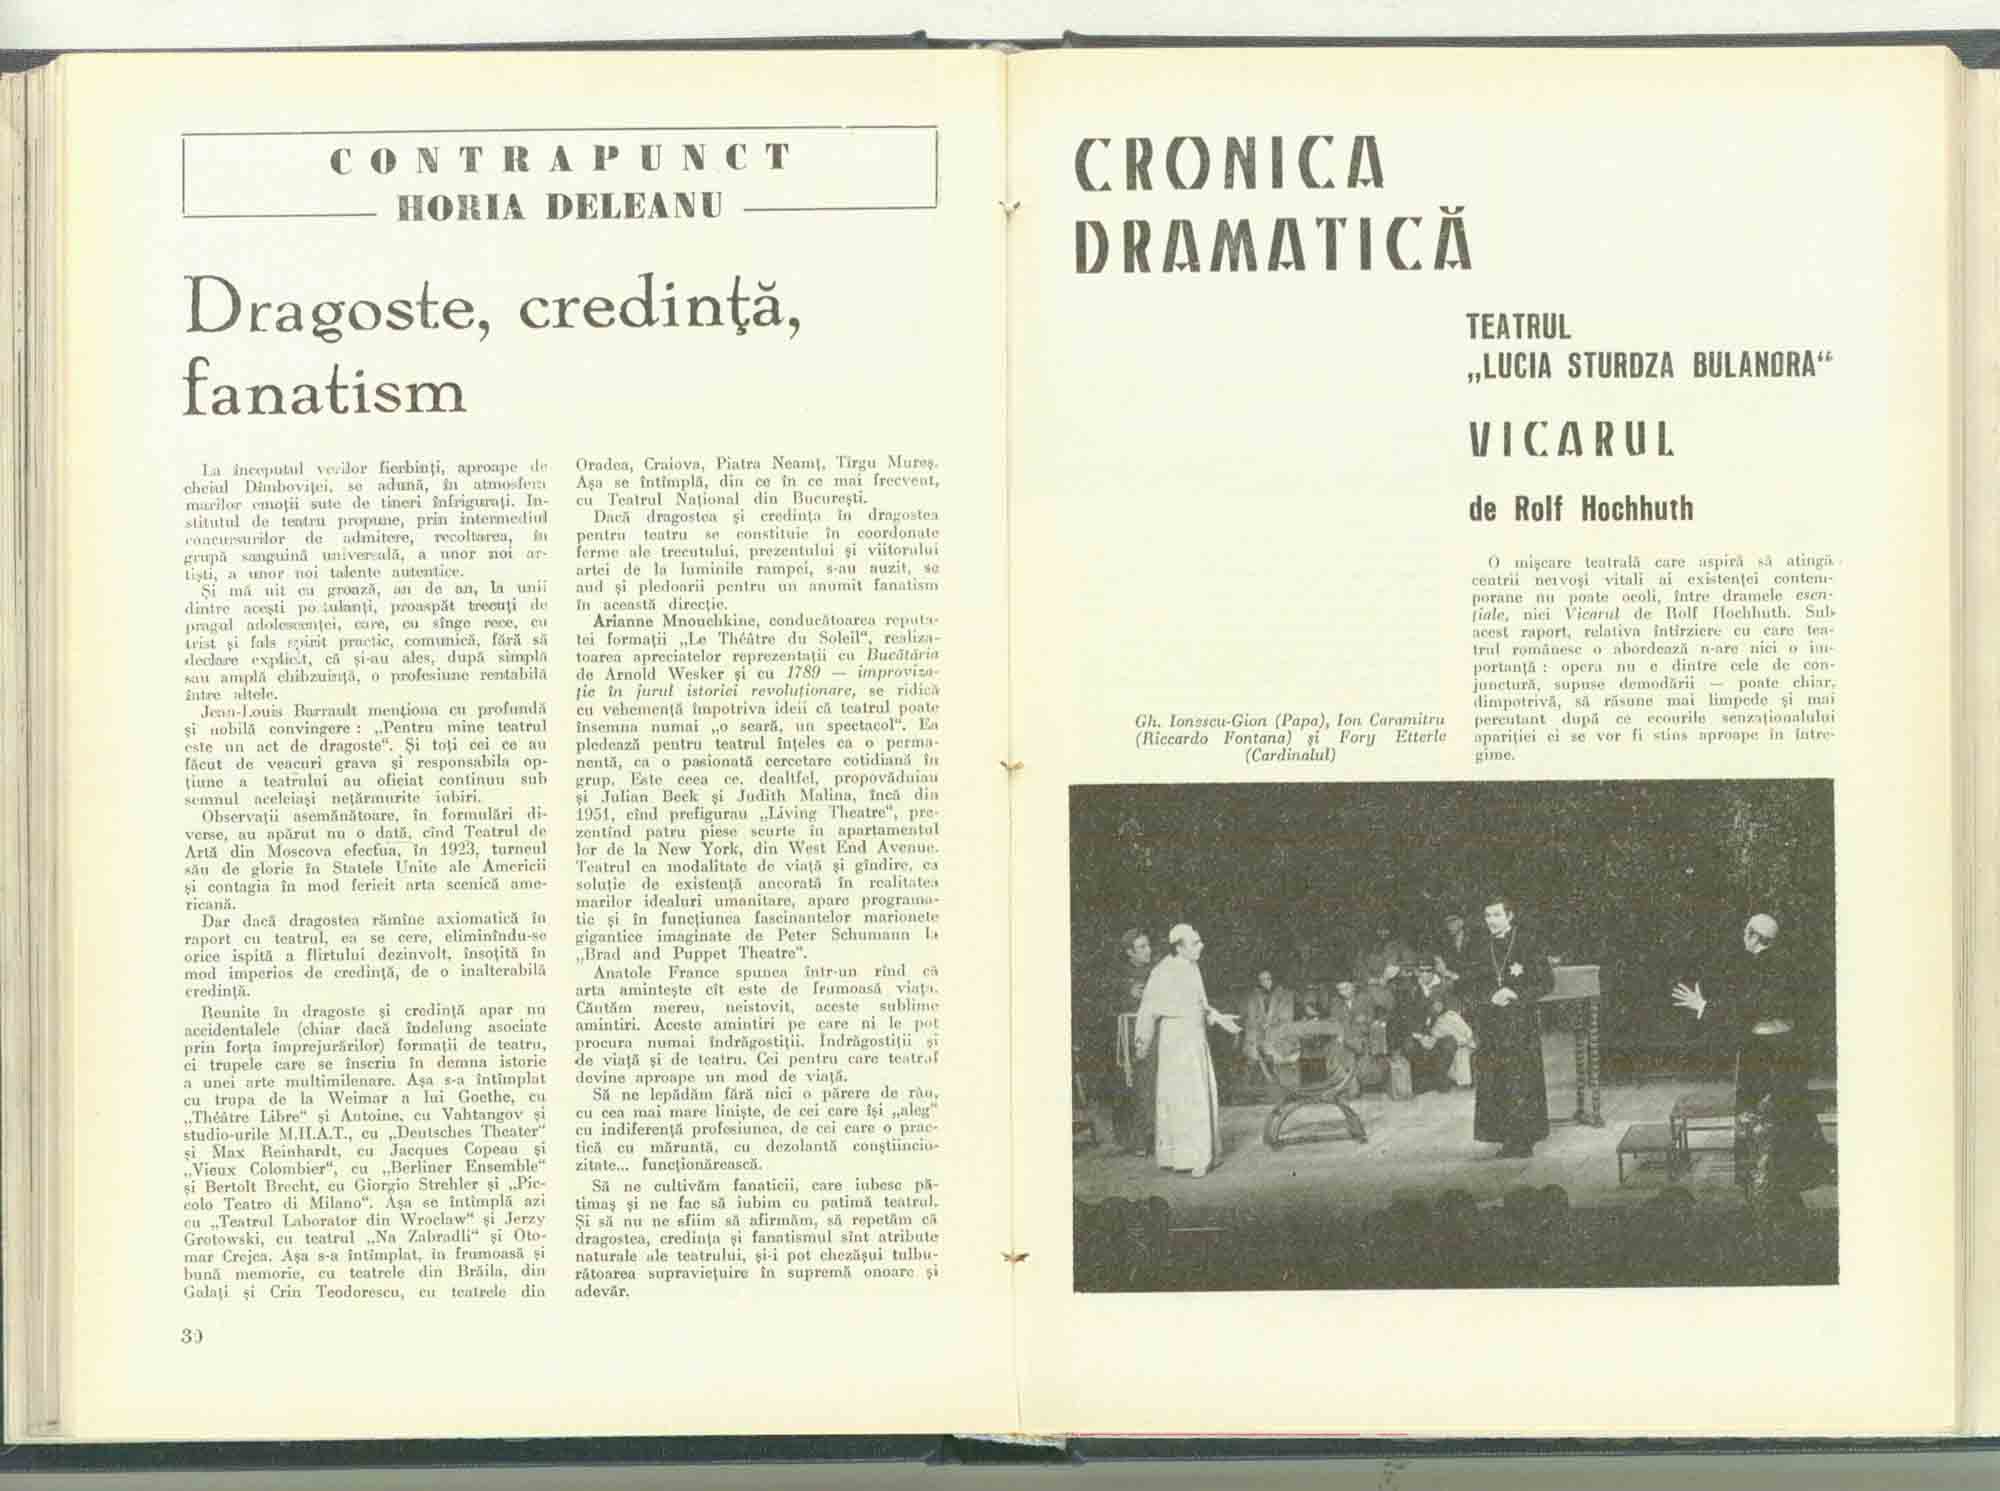 CONTRAPUNCT
HORIA DELEANU
Dragoste, credinţă,
fanatism
La începutul verilor fierbinţi, aproape de
cheiul Dîmboviţei, se adună, în atmosfera
marilor emoţii sute de tineri înfriguraţi. In-
stitutul de teatru propune, prin intermediul
concursurilor de admitere, recoltarea, în
grupă sanguină universală, a unor noi ar-
tişti, a unor noi talente autentice.
Şi mă uit cu groază, an de an, la unii
dintre aceşti postulanţi, proaspăt trecuţi de
pragul adolescenţei, care, cu sînge rece, cu
trist şi fals spirit practic, comunică, fără să
declare explicit, că şi-au ales, după simplă
sau amplă chibzuinţă, o profesiune rentabilă
între altele.
Jean-Louis Barrault menţiona cu profundă
şi nobilă convingere : „Pentru mine teatrul
este un act de dragoste“. Şi toţi cei ce au
făcut de veacuri grava şi responsabila op-
ţiune a teatrului au oficiat continuu sub
semnul aceleiaşi neţărmurite iubiri.
Observaţii asemănătoare, în formulări di-
verse, au apărut nu o dată, cînd Teatrul de
Artă din Moscova efectua, în 1923, turneul
său de glorie în Statele Unite ale Americii
şi contagia în mod fericit arta scenică ame-
ricană.
Dar dacă dragostea rămîne axiomatică în
raport cu teatrul, ea se cere, eliminîndu-se
orice ispită a flirtului dezinvolt, însoţită în
mod imperios de credinţă, de o inalterabilă
credinţă.
Reunite în dragoste şi credinţă apar nu
accidentalele (chiar dacă îndelung asociate
prin forţa împrejurărilor) formaţii de teatru,
ci trupele care se înscriu în demna istorie
a unei arte multimilenare. Aşa s-a întîmplat
cu trupa de la Weimar a lui Goethe, cu
„Théâtre Libre“ şi Antoine, cu Vahtangov şi
studio-urile M.H.A.T., cu „Deutsches Theater“
şi Max Reinhardt, cu Jacques Copeau şi
„Vieux Colombier“, cu „Berliner Ensemble“
şi Bertolt Brecht, cu Giorgio Strehler şi „Pic-
colo Teatro di Milano“. Aşa se întîmplă azi
cu „Teatrul Laborator din Wroclaw“ şi Jerzy
Grotowski, cu teatrul „Na Zabradli“ şi Oto-
mar Crejca. Aşa s-a întîmplat, în frumoasă şi
bună memorie, cu teatrele din Brăila, din
Galaţi şi Crin Teodorescu, cu teatrele din
Oradea, Craiova, Piatra Neamţ, Tîrgu Mureş.
Aşa se întîmplă, din ce în ce mai frecvent,
cu Teatrul Naţional din Bucureşti.
Dacă dragostea şi credinţa în dragostea
pentru teatru se constituie în coordonate
ferme ale trecutului, prezentului şi viitorului
artei de la luminile rampei, s-au auzit, se
aud şi pledoarii pentru un anumit fanatism
în această direcţie.
Arianne Mnouchkine, conducătoarea reputa-
tei formaţii „Le Théâtre du Soleil“, realiza-
toarea apreciatelor reprezentaţii cu Bucătăria
de Arnold Wesker şi cu 1789 — improviza-
ţie în jurul istoriei revoluţionare, se ridică
cu vehemenţă împotriva ideii că teatrul poate
însemna numai „o seară, un spectacol“. Ea
pledează pentru teatrul înţeles ca o perma-
nentă, ca o pasionată cercetare cotidiană în
grup. Este ceea ce, dealtfel, propovăduiau
şi Julian Beck şi Judith Malina, încă din
1951, cînd prefigurau „Living Theatre“, pre-
zentînd patru piese scurte în apartamentul
lor de la New York, din West End Avenue.
Teatrul ca modalitate de viaţă şi gîndire, ca
soluţie de existenţă ancorată în realitatea
marilor idealuri umanitare, apare programa-
tic şi în funcţiunea fascinantelor marionete
gigantice imaginate de Peter Schumann la
„Brad and Puppet Theatre“.
Anatole France spunea într-un rînd că
arta aminteşte cît este de frumoasă viaţa.
Căutăm mereu, neistovit, aceste sublime
amintiri. Aceste amintiri pe care ni le pot
procura numai îndrăgostiţii. Indrăgostiţii şi
de viaţă şi de teatru. Cei pentru care teatrul
devine aproape un mod de viaţă.
Să ne lepădăm fără nici o părere de rău,
cu cea mai mare linişte, de cei care îşi „aleg“
cu indiferenţă profesiunea, de cei care o prac-
tică cu măruntă, cu dezolantă conştiincio-
zitate... funcţionărească.
Să ne cultivăm fanaticii, care iubesc pă-
timaş şi ne fac să iubim cu patimă teatrul.
Şi să nu ne sfiim să afirmăm, să repetăm că
dragostea, credinţa şi fanatismul sînt atribute
naturale ale teatrului, şi-i pot chezăşui tulbu-
rătoarea supravieţuire în supremă onoare şi
adevăr.
30
CRONICA
DRAMATICĂ
TEATRUL
„LUCIA STURDZA BULANDRA“
VICARUL
de Rolf Hochhuth
O mişcare teatrală care aspiră să atingă
centrii nervoşi vitali ai existenţei contem-
porane nu poate ocoli, între dramele esen-
ţiale, nici Vicarul de Rolf Hochhuth. Sub
acest raport, relativa întîrziere cu care tea-
trul românesc o abordează n-are nici o im-
portanţă : opera nu e dintre cele de con-
junctură, supuse demodării — poate chiar,
dimpotrivă, să răsune mai limpede şi mai
percutant după ce ecourile senzaţionalului
apariţiei ei se vor fi stins aproape în între-
gime.
Gh. Ionescu-Gion (Papa), Ion Caramitru
(Riccardo Fontana) şi Fory Etterle
(Cardinalul)